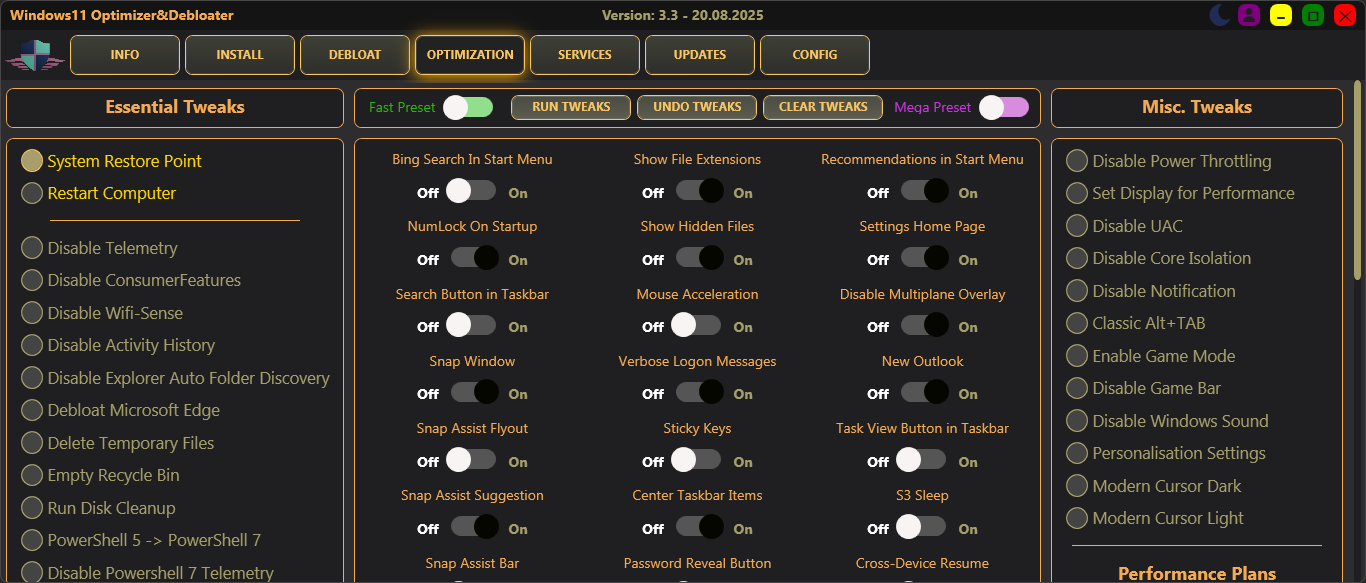 Windows11 Optimizer&Debloater
Version: 3.3 - 20.08.2025
INFO
INSTALL
DEBLOAT
OPTIMIZATION
SERVICES
UPDATES
CONFIG
Essential Tweaks
System Restore Point
Restart Computer
Disable Telemetry
Disable ConsumerFeatures
Disable Wifi-Sense
Disable Activity History
Disable Explorer Auto Folder Discovery
Debloat Microsoft Edge
Delete Temporary Files
Empty Recycle Bin
Run Disk Cleanup
PowerShell 5 -> PowerShell 7
Disable Powershell 7 Telemetry
Fast Preset
RUN TWEAKS
UNDO TWEAKS
CLEAR TWEAKS
Mega Preset
Bing Search In Start Menu
Off On
Show File Extensions
Off On
Recommendations in Start Menu
Off On
NumLock On Startup
Off On
Show Hidden Files
Off On
Settings Home Page
Off On
Search Button in Taskbar
Off On
Mouse Acceleration
Off On
Disable Multiplane Overlay
Off On
Snap Window
Off On
Verbose Logon Messages
Off On
New Outlook
Off On
Snap Assist Flyout
Off On
Sticky Keys
Off On
Task View Button in Taskbar
Off On
Snap Assist Suggestion
Off On
Center Taskbar Items
Off On
S3 Sleep
Off On
Snap Assist Bar
Password Reveal Button
Cross-Device Resume
Misc. Tweaks
Disable Power Throttling
Set Display for Performance
Disable UAC
Disable Core Isolation
Disable Notification
Classic Alt+TAB
Enable Game Mode
Disable Game Bar
Disable Windows Sound
Personalisation Settings
Modern Cursor Dark
Modern Cursor Light
Performance Plans